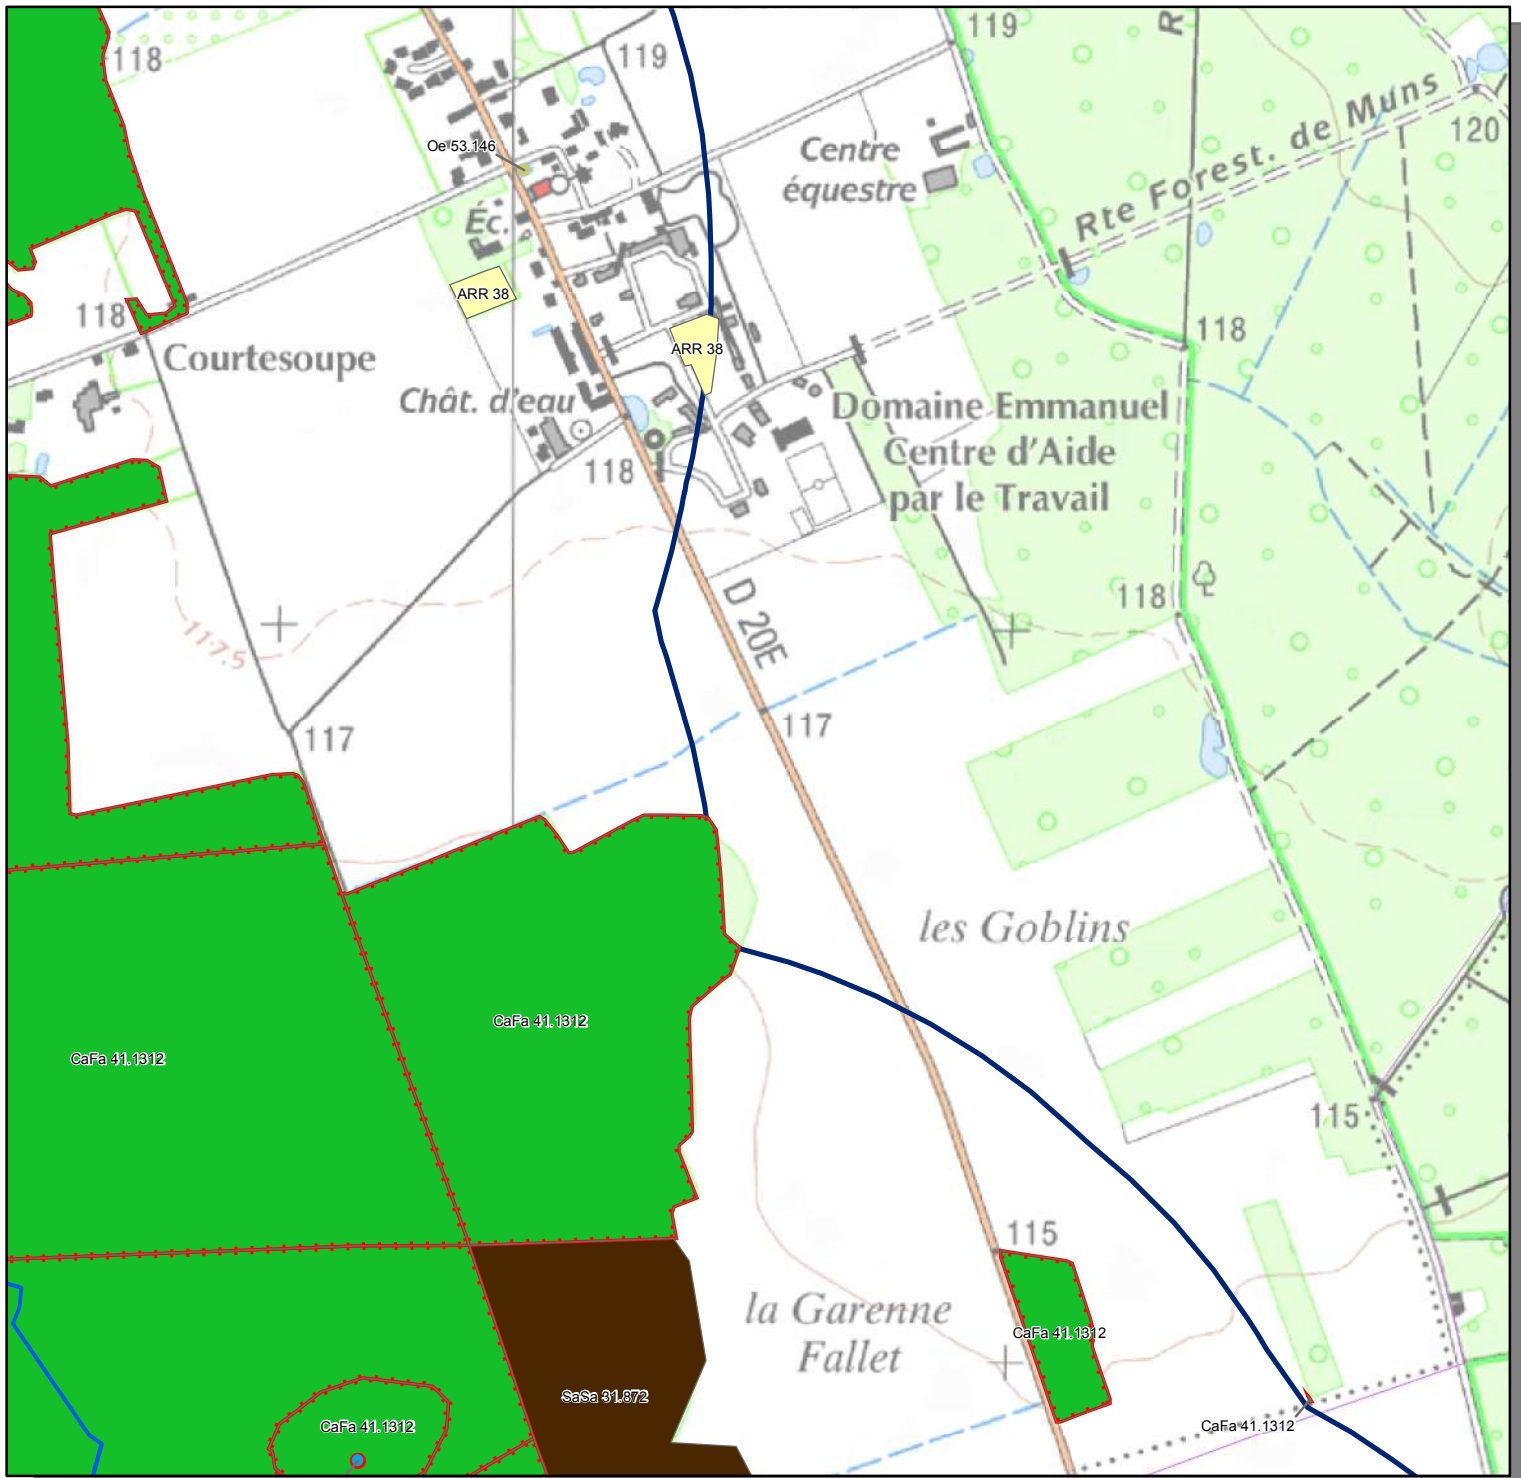 118
119
119
R
Rte Forest. de Muns
120
Oe 53.146
Centre
équestre
Éc.
ARR 38
118
Courtesoupe
ARR 38
118
Chât. d'eau
118
Domaine Emmanuel
Centre d'Aide
par le Travail
117.5
D 20E
118
117
117
les Goblins
CaFa 41.1312
CaFa 41.1312
115
115
la Garenne
Fallet
CaFa 41.1312
SaSa 31.872
CaFa 41.1312
CaFa 41.1312